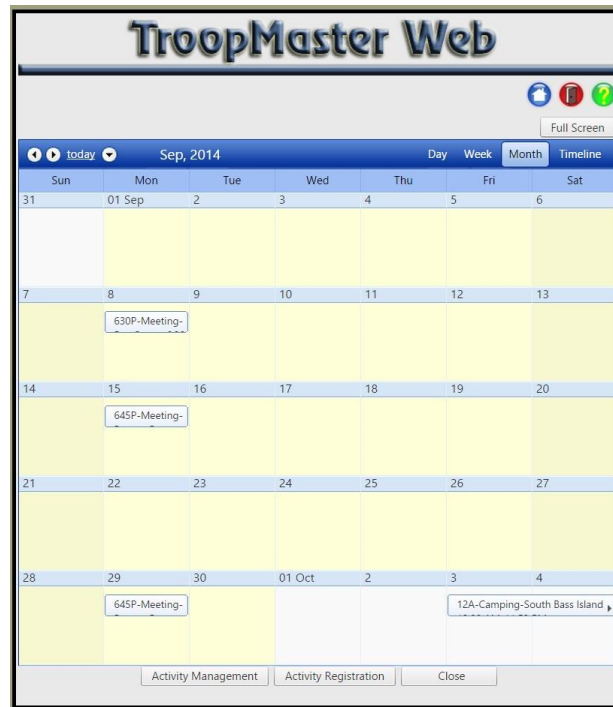 TroopMaster Web
?
Full Screen
today Sep, 2014 Day Week Month Timeline
Sun Mon Tue Wed Thu Fri Sat
31 01 Sep 2 3 4 5 6
7 8 9 10 11 12 13
630P-Meeting-
14 15 16 17 18 19 20
645P-Meeting-
21 22 23 24 25 26 27
28 29 30 01 Oct 2 3 4
645P-Meeting- 12A-Camping-South Bass Island
Activity Management Activity Registration Close